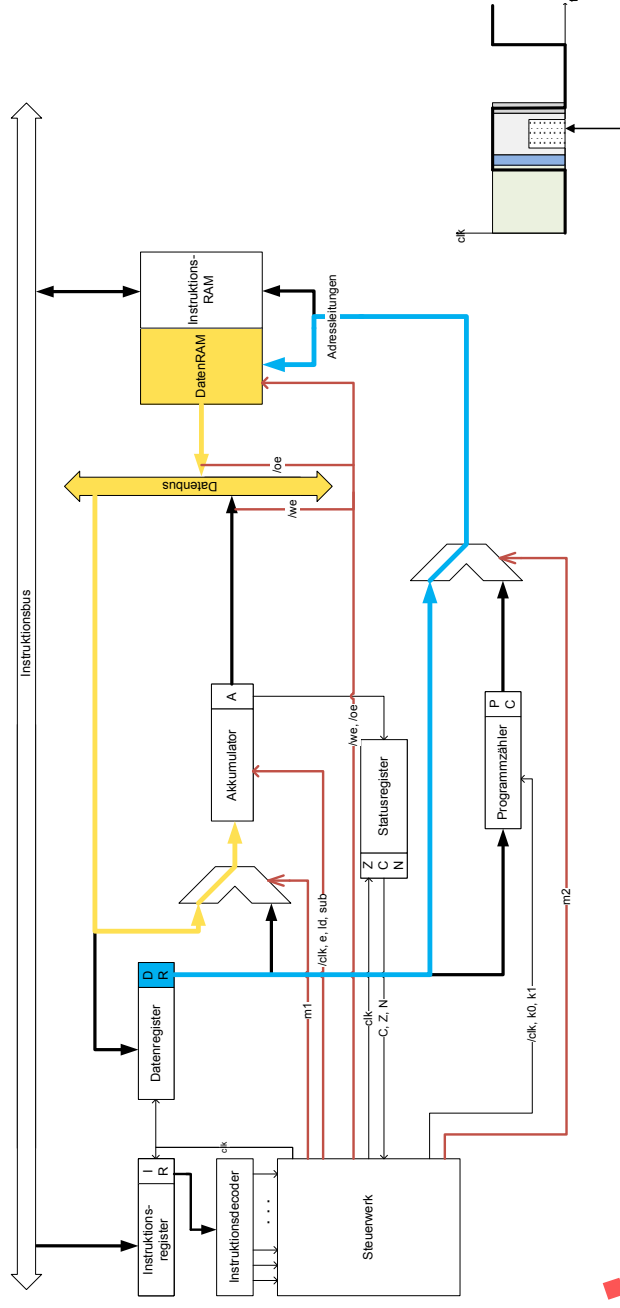 Instruktionsbus
Instruktions-
register
I
R
Instruktionsdecoder
. . .
Steuerwerk
Datenregister
D
R
clk
m1
/clk, e, ld, sub
/we, /oe
clk
C, Z, N
/clk, k0, k1
m2
Akkumulator
A
Statusregister
Z
C
N
Programmzähler
P
C
Datenbus
/we
/oe
DatenRAM
Instruktions-
RAM
Adressleitungen
clk